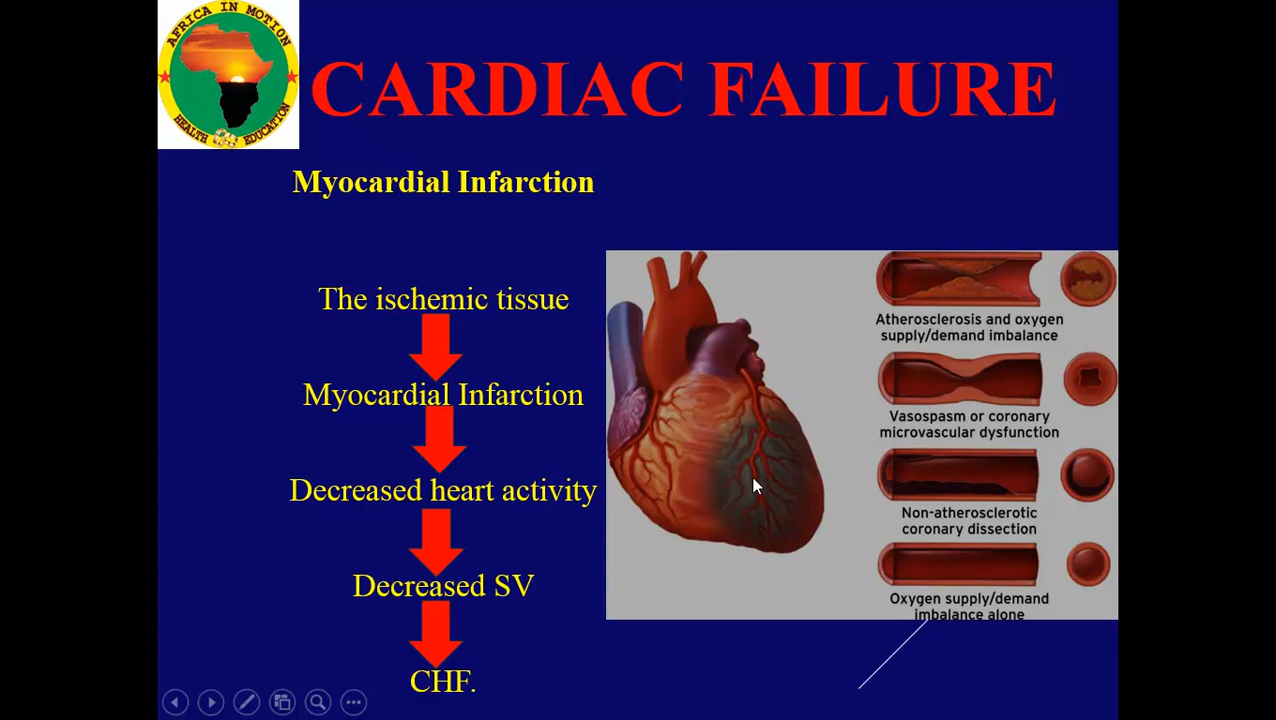 AFRICA IN MOTION
HEALTH EDUCATION
CARDIAC FAILURE
Myocardial Infarction
The ischemic tissue
Myocardial Infarction
Decreased heart activity
Decreased SV
CHF.
Atherosclerosis and oxygen
supply/demand imbalance
Vasospasm or coronary
microvascular dysfunction
Non-atherosclerotic
coronary dissection
Oxygen supply/demand
imbalance alone